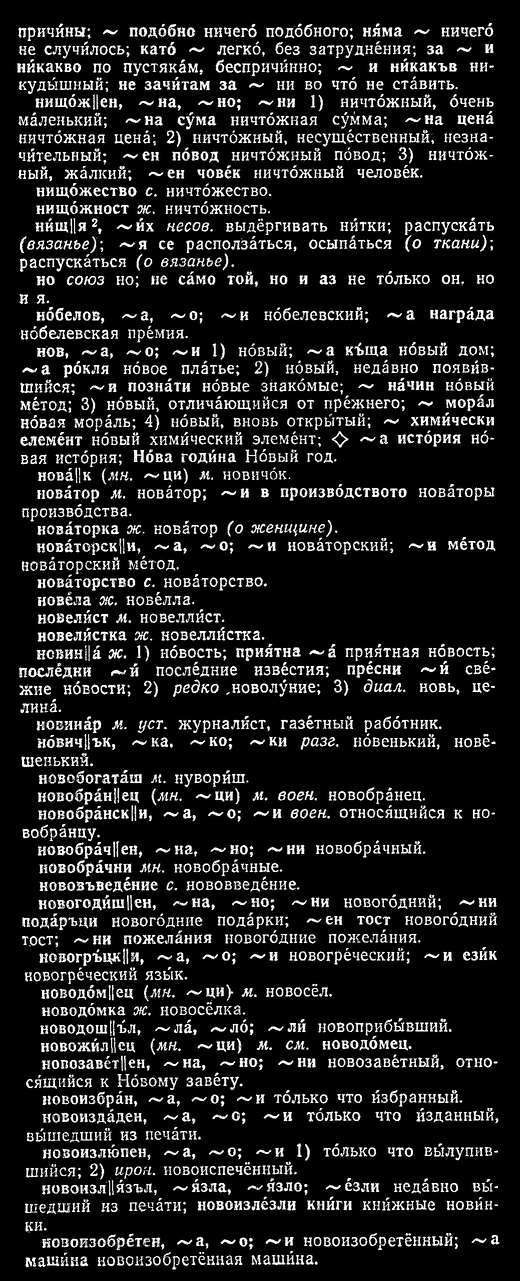 причи́ны; ~ подо́бно ничего́ подо́бного; ня́ма ~ ничего́
не случи́лось; като́ ~ легко́, без затрудне́ния; за ~ и
ни́какво по пустяка́м, беспричи́нно; ~ и ни́какъв ни-
куды́шный; не зачи́там за ~ ни во что́ не ста́вить.
нищо́ж||ен, ~на, ~но; ~ни 1) ничто́жный, о́чень
ма́ленький; ~на су́ма ничто́жная су́мма; ~на цена́
ничто́жная цена́; 2) ничто́жный, несуще́ственный, незна-
чи́тельный; ~ен по́вод ничто́жный по́вод; 3) ничто́ж-
ный, жа́лкий; ~ен чове́к ничто́жный челове́к.
нищо́жество с. ничто́жество.
нищо́жност ж. ничто́жность.
ни́щ||я², ~их несов. выдёргивать ни́тки; распуска́ть
(вязанье); ~я се располза́ться, осыпа́ться (о ткани);
распуска́ться (о вязанье).
но союз но; не са́мо той, но и аз не то́лько он, но
и я.
но́белов, ~а, ~о; ~и но́белевский; ~а награ́да
но́белевская пре́мия.
нов, ~а, ~о; ~и 1) но́вый; ~а къ́ща но́вый дом;
~а ро́кля но́вое пла́тье; 2) но́вый, неда́вно появи́в-
шийся; ~и позна́ти но́вые знако́мые; ~ на́чин но́вый
ме́тод; 3) но́вый, отлича́ющийся от пре́жнего; ~ мора́л
но́вая мора́ль; 4) но́вый, вновь откры́тый; ~ хими́чески
елеме́нт но́вый хими́ческий элеме́нт; ◇ ~а исто́рия но́-
вая исто́рия; Но́ва годи́на Но́вый год.
нова́||к (мн. ~ци) м. новичо́к.
нова́тор м. нова́тор; ~и в произво́дството нова́торы
произво́дства.
нова́торка ж. нова́тор (о женщине).
нова́торск||и, ~а, ~о; ~и нова́торский; ~и ме́тод
нова́торский ме́тод.
нова́торство с. нова́торство.
нове́ла ж. нове́лла.
новели́ст м. новелли́ст.
новели́стка ж. новелли́стка.
новин||а́ ж. 1) но́вость; прия́тна ~а́ прия́тная но́вость;
после́дни ~и́ после́дние изве́стия; пре́сни ~и́ све́-
жие но́вости; 2) редко новолу́ние; 3) диал. новь, це-
лина́.
новина́р м. уст. журнали́ст, газе́тный рабо́тник.
но́вич||ък, ~ка, ~ко; ~ки разг. но́венький, нове́-
шенький.
новобогата́ш м. нувори́ш.
новобра́н||ец (мн. ~ци) м. воен. новобра́нец.
новобра́нск||и, ~а, ~о; ~и воен. относя́щийся к но-
вобра́нцу.
новобра́ч||ен, ~на, ~но; ~ни новобра́чный.
новобра́чни мн. новобра́чные.
нововъведе́ние с. нововведе́ние.
новогоди́ш||ен, ~на, ~но; ~ни нового́дний; ~ни
пода́ръци нового́дние пода́рки; ~ен тост нового́дний
тост; ~ни пожела́ния нового́дние пожела́ния.
новогръ́цк||и, ~а, ~о; ~и новогре́ческий; ~и ези́к
новогре́ческий язы́к.
новодо́м||ец (мн. ~ци) м. новосёл.
новодо́мка ж. новосёлка.
новодош||ъ́л, ~ла́, ~ло́; ~ли́ новоприбы́вший.
новожи́л||ец (мн. ~ци) м. см. новодо́мец.
новозаве́т||ен, ~на, ~но; ~ни новозаве́тный, отно-
ся́щийся к Но́вому заве́ту.
новоизбра́н, ~а, ~о; ~и то́лько что и́збранный.
новоизда́ден, ~а, ~о; ~и то́лько что и́зданный,
вы́шедший из печа́ти.
новоизлю́пен, ~а, ~о; ~и 1) то́лько что вы́лупив-
шийся; 2) ирон. новоиспечённый.
новоизл||я́зъл, ~я́зла, ~я́зло; ~е́зли неда́вно вы́-
шедший из печа́ти; новоизле́зли кни́ги кни́жные нови́н-
ки.
новоизобре́тен, ~а, ~о; ~и новоизобретённый; ~а
маши́на новоизобретённая маши́на.